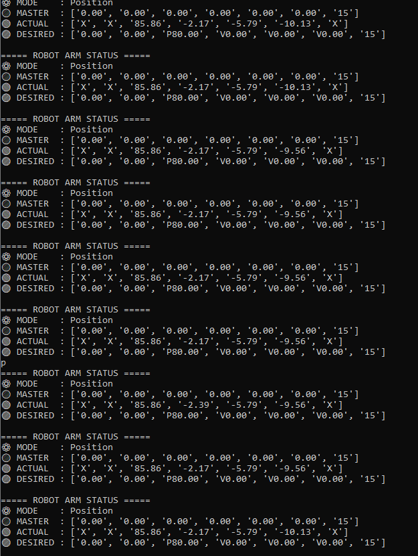 MODE : Position
MASTER : ['0.00', '0.00', '0.00', '0.00', '0.00', '0.00', '15']
ACTUAL : ['X', 'X', '85.86', '-2.17', '-5.79', '-10.13', 'X']
DESIRED : ['0.00', '0.00', 'P80.00', 'V0.00', 'V0.00', 'V0.00', '15']
===== ROBOT ARM STATUS =====
MODE : Position
MASTER : ['0.00', '0.00', '0.00', '0.00', '0.00', '0.00', '15']
ACTUAL : ['X', 'X', '85.86', '-2.17', '-5.79', '-10.13', 'X']
DESIRED : ['0.00', '0.00', 'P80.00', 'V0.00', 'V0.00', 'V0.00', '15']
===== ROBOT ARM STATUS =====
MODE : Position
MASTER : ['0.00', '0.00', '0.00', '0.00', '0.00', '0.00', '15']
ACTUAL : ['X', 'X', '85.86', '-2.17', '-5.79', '-9.56', 'X']
DESIRED : ['0.00', '0.00', 'P80.00', 'V0.00', 'V0.00', 'V0.00', '15']
===== ROBOT ARM STATUS =====
MODE : Position
MASTER : ['0.00', '0.00', '0.00', '0.00', '0.00', '0.00', '15']
ACTUAL : ['X', 'X', '85.86', '-2.17', '-5.79', '-9.56', 'X']
DESIRED : ['0.00', '0.00', 'P80.00', 'V0.00', 'V0.00', 'V0.00', '15']
===== ROBOT ARM STATUS =====
MODE : Position
MASTER : ['0.00', '0.00', '0.00', '0.00', '0.00', '0.00', '15']
ACTUAL : ['X', 'X', '85.86', '-2.17', '-5.79', '-9.56', 'X']
DESIRED : ['0.00', '0.00', 'P80.00', 'V0.00', 'V0.00', 'V0.00', '15']
===== ROBOT ARM STATUS =====
MODE : Position
MASTER : ['0.00', '0.00', '0.00', '0.00', '0.00', '0.00', '15']
ACTUAL : ['X', 'X', '85.86', '-2.17', '-5.79', '-9.56', 'X']
DESIRED : ['0.00', '0.00', 'P80.00', 'V0.00', 'V0.00', 'V0.00', '15']
p
===== ROBOT ARM STATUS =====
MODE : Position
MASTER : ['0.00', '0.00', '0.00', '0.00', '0.00', '0.00', '15']
ACTUAL : ['X', 'X', '85.86', '-2.39', '-5.79', '-9.56', 'X']
DESIRED : ['0.00', '0.00', 'P80.00', 'V0.00', 'V0.00', 'V0.00', '15']
===== ROBOT ARM STATUS =====
MODE : Position
MASTER : ['0.00', '0.00', '0.00', '0.00', '0.00', '0.00', '15']
ACTUAL : ['X', 'X', '85.86', '-2.17', '-5.79', '-9.56', 'X']
DESIRED : ['0.00', '0.00', 'P80.00', 'V0.00', 'V0.00', 'V0.00', '15']
===== ROBOT ARM STATUS =====
MODE : Position
MASTER : ['0.00', '0.00', '0.00', '0.00', '0.00', '0.00', '15']
ACTUAL : ['X', 'X', '85.86', '-2.17', '-5.79', '-10.13', 'X']
DESIRED : ['0.00', '0.00', 'P80.00', 'V0.00', 'V0.00', 'V0.00', '15']